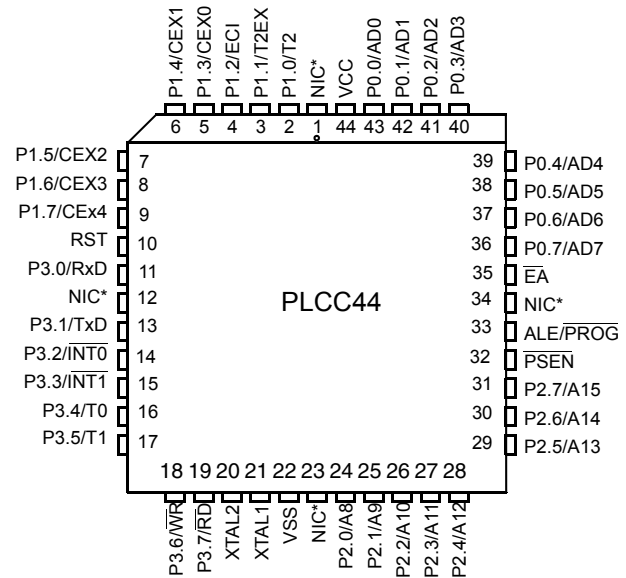 P1.4/CEX1
P1.3/CEX0
P1.2/ECI
P1.1/T2EX
P1.0/T2
NIC*
VCC
P0.0/AD0
P0.1/AD1
P0.2/AD2
P0.3/AD3
6 5 4 3 2 1 44 43 42 41 40
P1.5/CEX2 7
P1.6/CEX3 8
P1.7/CEx4 9
RST 10
P3.0/RxD 11
NIC* 12
P3.1/TxD 13
P3.2/INT0 14
P3.3/INT1 15
P3.4/T0 16
P3.5/T1 17
PLCC44
39 P0.4/AD4
38 P0.5/AD5
37 P0.6/AD6
36 P0.7/AD7
35 EA
34 NIC*
33 ALE/PROG
32 PSEN
31 P2.7/A15
30 P2.6/A14
29 P2.5/A13
18 19 20 21 22 23 24 25 26 27 28
P3.6/WR
P3.7/RD
XTAL2
XTAL1
VSS
NIC*
P2.0/A8
P2.1/A9
P2.2/A10
P2.3/A11
P2.4/A12